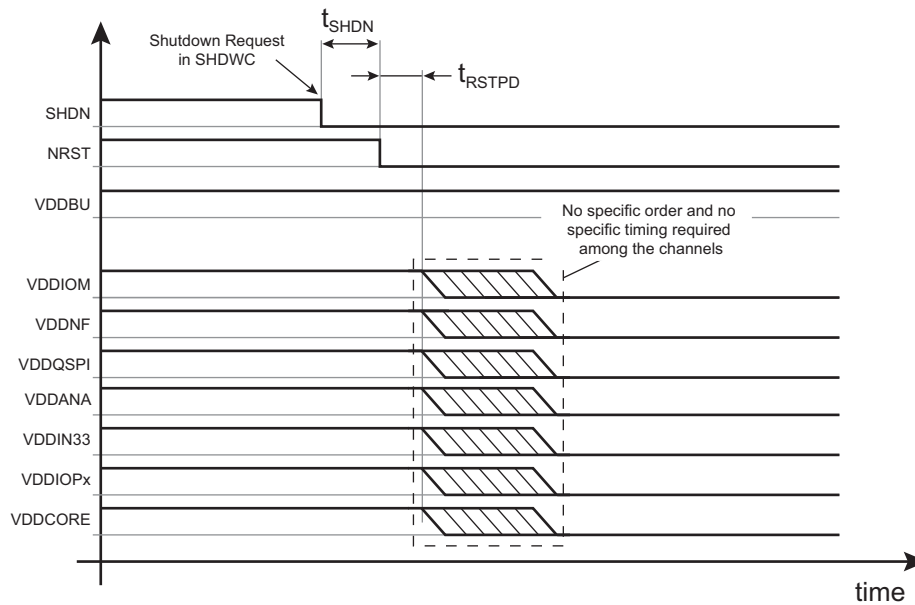 tSHDN
Shutdown Request
in SHDWC
tRSTPD
SHDN
NRST
VDDBU
No specific order and no
specific timing required
among the channels
VDDIOM
VDDNF
VDDQSPI
VDDANA
VDDIN33
VDDIOPx
VDDCORE
time